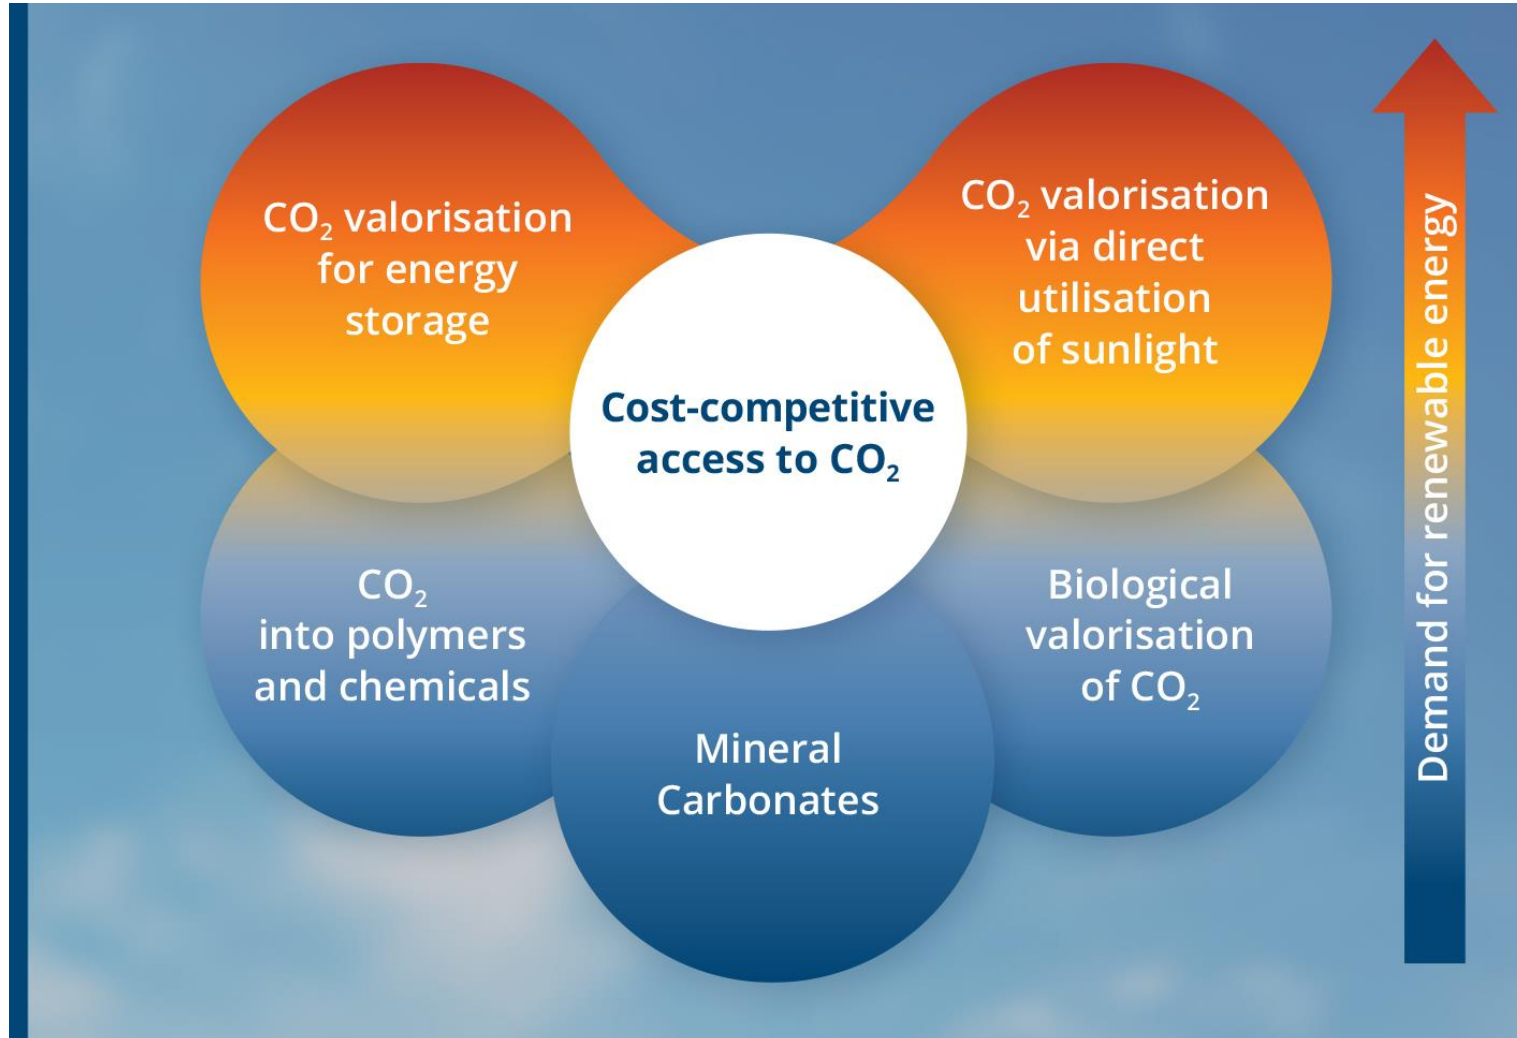 CO₂ valorisation
for energy
storage
CO₂ valorisation
via direct
utilisation
of sunlight
Cost-competitive
access to CO₂
CO₂
into polymers
and chemicals
Biological
valorisation
of CO₂
Mineral
Carbonates
Demand for renewable energy